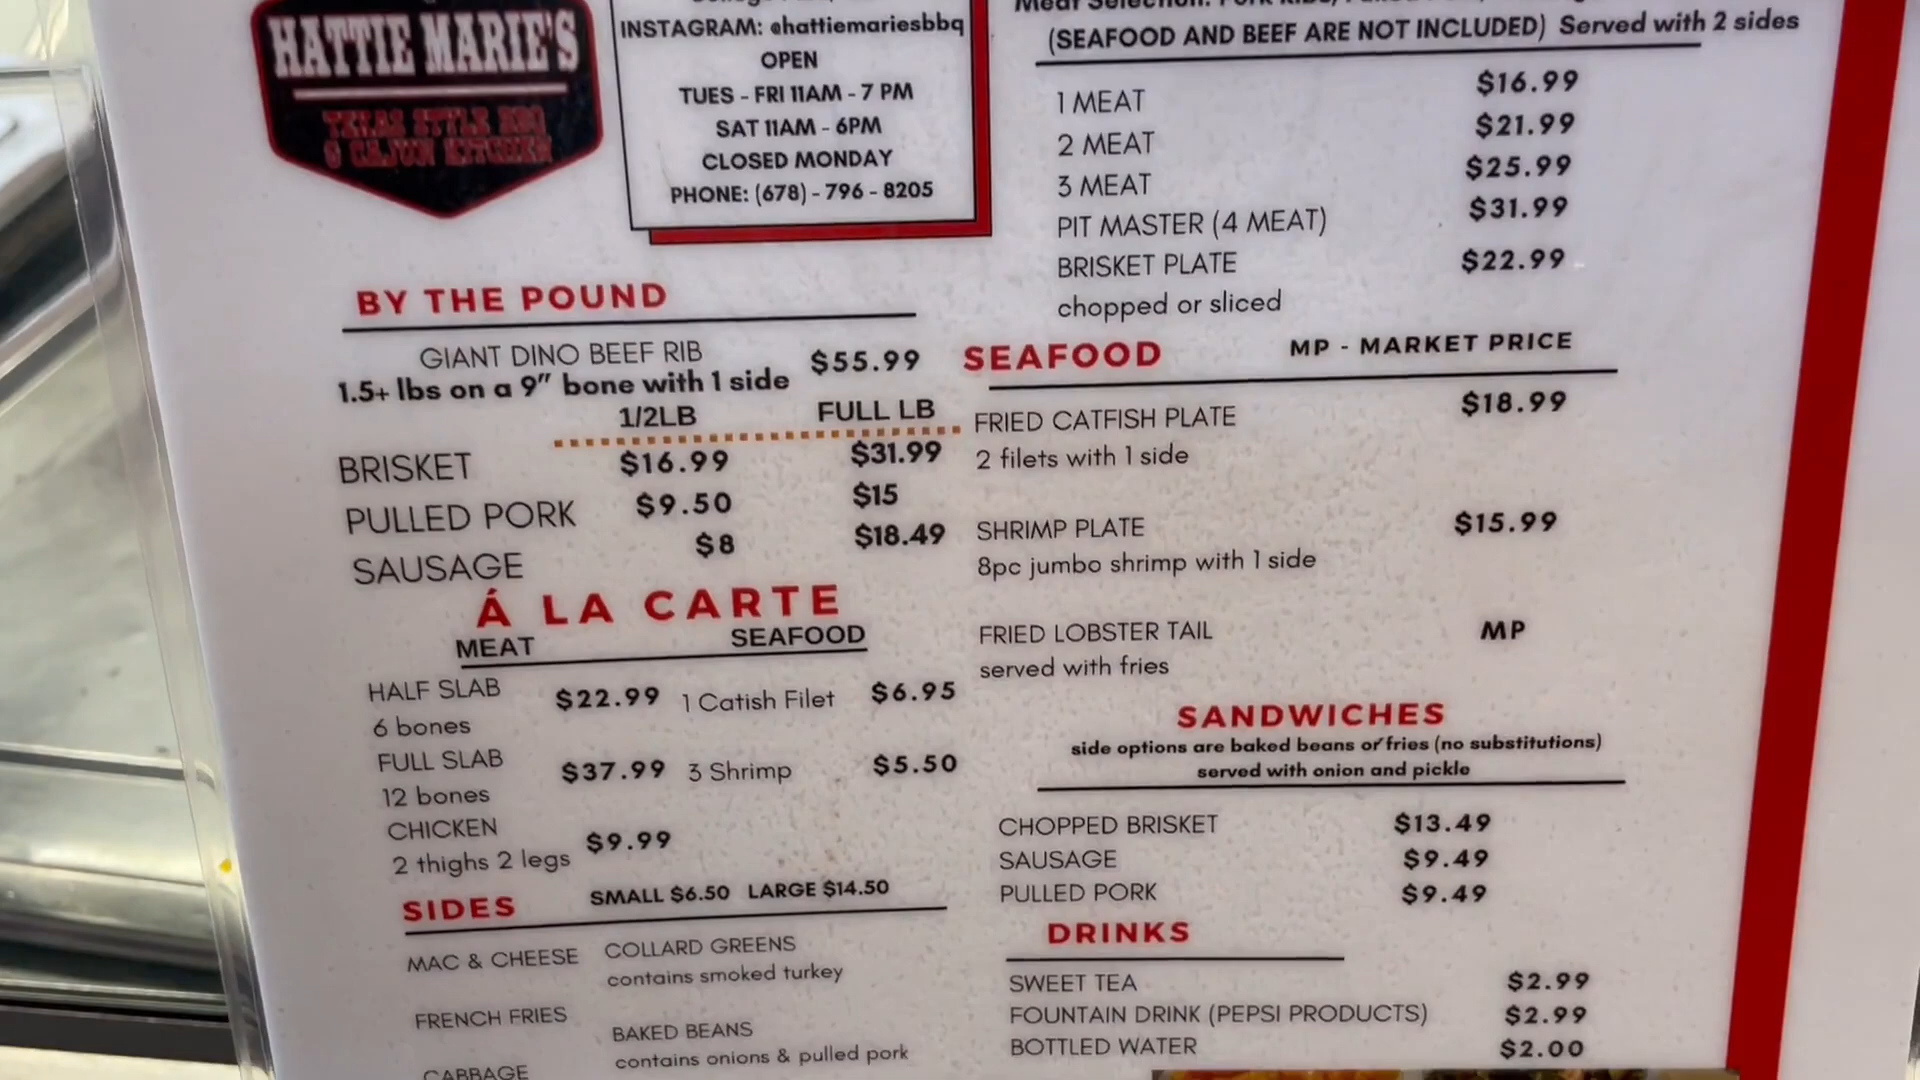 HATTIE MARIE'S
TEXAS STYLE BBQ
& CAJUN KITCHEN
INSTAGRAM: @hattiemariesbbq
OPEN
TUES - FRI 11AM - 7 PM
SAT 11AM - 6PM
CLOSED MONDAY
PHONE: (678) - 796 - 8205
(SEAFOOD AND BEEF ARE NOT INCLUDED) Served with 2 sides
1 MEAT $16.99
2 MEAT $21.99
3 MEAT $25.99
PIT MASTER (4 MEAT) $31.99
BRISKET PLATE $22.99
chopped or sliced
BY THE POUND
GIANT DINO BEEF RIB $55.99
1.5+ lbs on a 9" bone with 1 side
1/2LB FULL LB
BRISKET $16.99 $31.99
PULLED PORK $9.50 $15
SAUSAGE $8 $18.49
SEAFOOD MP - MARKET PRICE
FRIED CATFISH PLATE $18.99
2 filets with 1 side
SHRIMP PLATE $15.99
8pc jumbo shrimp with 1 side
FRIED LOBSTER TAIL MP
served with fries
Á LA CARTE
MEAT SEAFOOD
HALF SLAB $22.99 1 Catish Filet $6.95
6 bones
FULL SLAB $37.99 3 Shrimp $5.50
12 bones
CHICKEN $9.99
2 thighs 2 legs
SANDWICHES
side options are baked beans or fries (no substitutions)
served with onion and pickle
CHOPPED BRISKET $13.49
SAUSAGE $9.49
PULLED PORK $9.49
SIDES SMALL $6.50 LARGE $14.50
MAC & CHEESE COLLARD GREENS
contains smoked turkey
FRENCH FRIES BAKED BEANS
contains onions & pulled pork
CABBAGE
DRINKS
SWEET TEA $2.99
FOUNTAIN DRINK (PEPSI PRODUCTS) $2.99
BOTTLED WATER $2.00